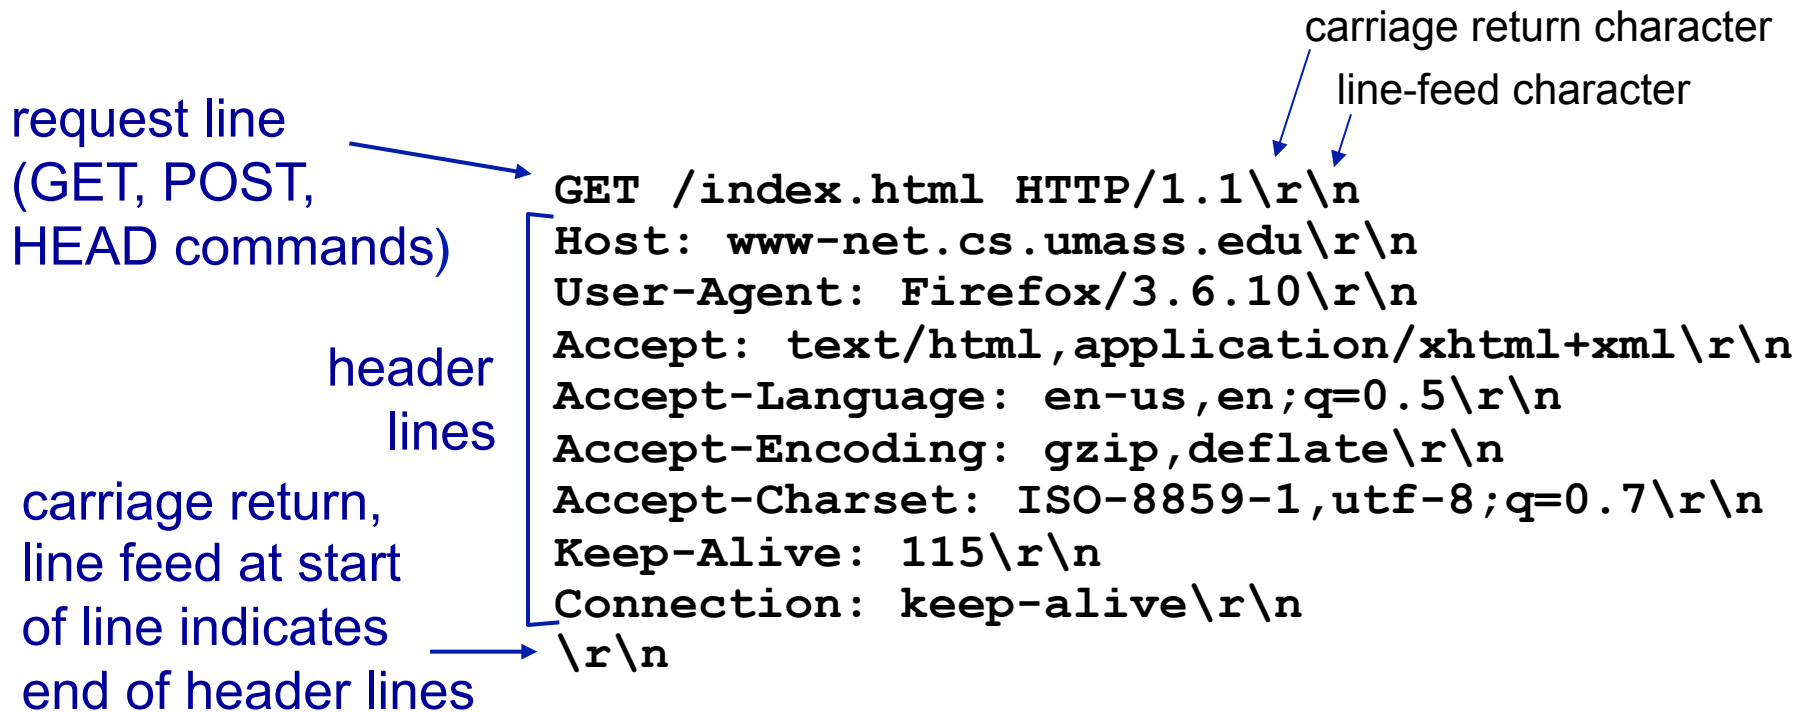 carriage return character
line-feed character
request line
(GET, POST,
HEAD commands)
GET /index.html HTTP/1.1\r\n
Host: www-net.cs.umass.edu\r\n
User-Agent: Firefox/3.6.10\r\n
Accept: text/html,application/xhtml+xml\r\n
Accept-Language: en-us,en;q=0.5\r\n
Accept-Encoding: gzip,deflate\r\n
Accept-Charset: ISO-8859-1,utf-8;q=0.7\r\n
Keep-Alive: 115\r\n
Connection: keep-alive\r\n
\r\n
header
lines
carriage return,
line feed at start
of line indicates
end of header lines